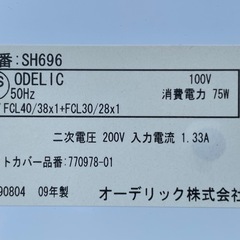 番: SH696
S ODELIC 100V
50Hz 消費電力 75W
FCL40/38x1+FCL30/28x1
二次電圧 200V 入力電流 1.33A
ットカバー品番: 770978-01
90804 09年製 オーデリック株式会